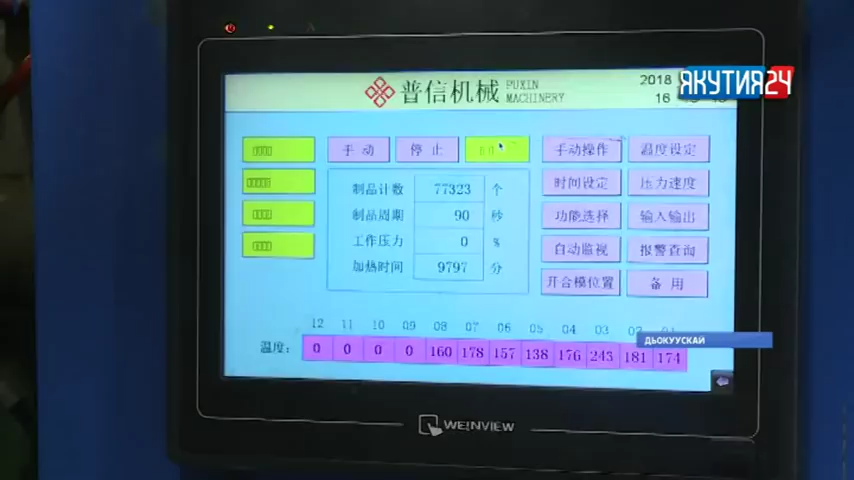 普信机械 PUXIN MACHINERY
2018
16
ЯКУТИЯ24
手动 停止
手动操作 温度设定
制品计数 77323 个
时间设定 压力速度
制品周期 90 秒
功能选择 输入输出
工作压力 0 %
自动监视 报警查询
加热时间 9797 分
开合模位置 备用
12 11 10 09 08 07 06 05 04 03
温度: 0 0 0 0 160 178 157 138 176 243 181 174
ДЬОКУУСКАЙ
WEINVIEW